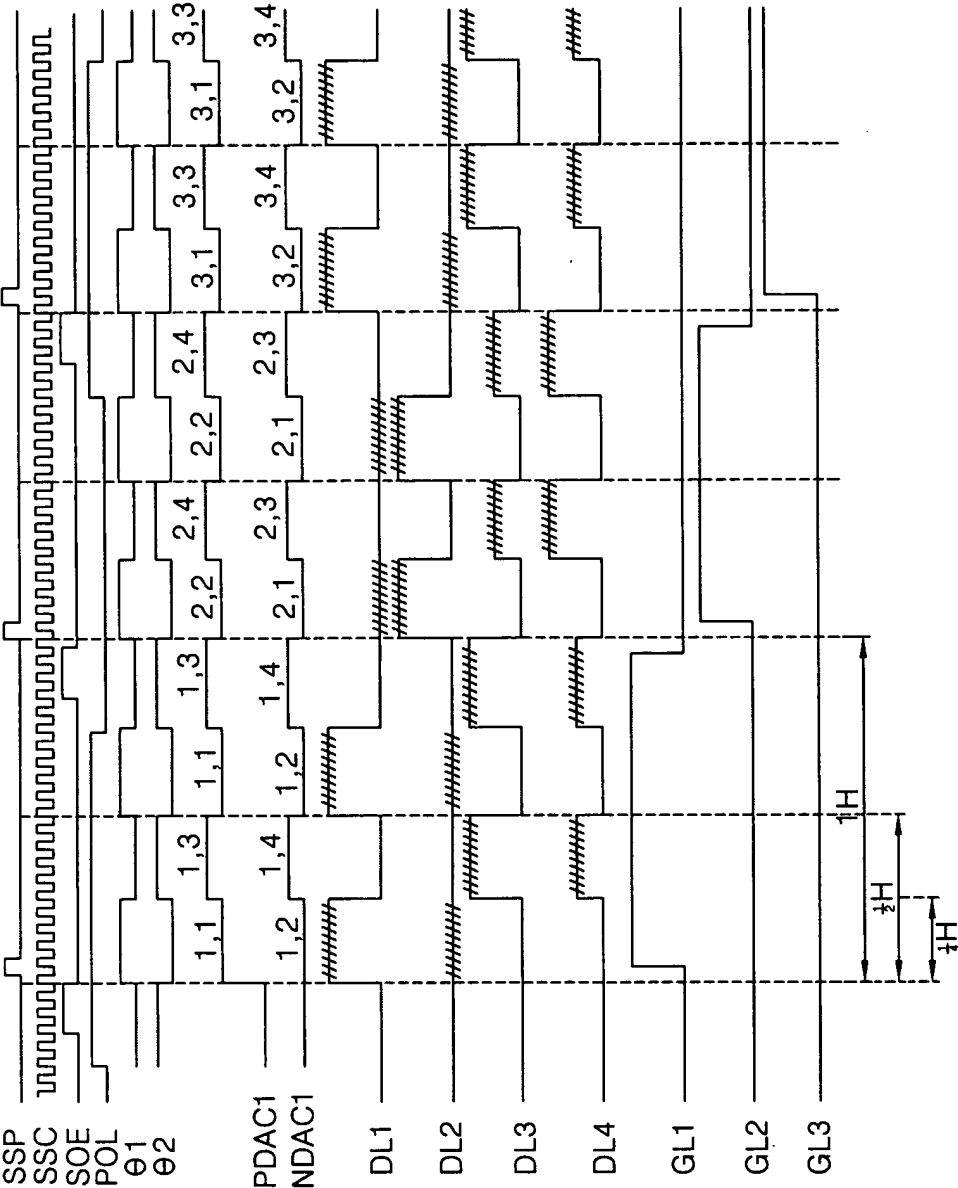 SSP
SSC
SOE
POL
θ1
θ2
PDAC1 1,1 1,3 1,1 1,3 2,2 2,4 2,2 2,4 3,1 3,3 3,1 3,3
NDAC1 1,2 1,4 1,2 1,4 2,1 2,3 2,1 2,3 3,2 3,4 3,2 3,4
DL1
DL2
DL3
DL4
GL1
GL2
GL3
1H
½H
¼H